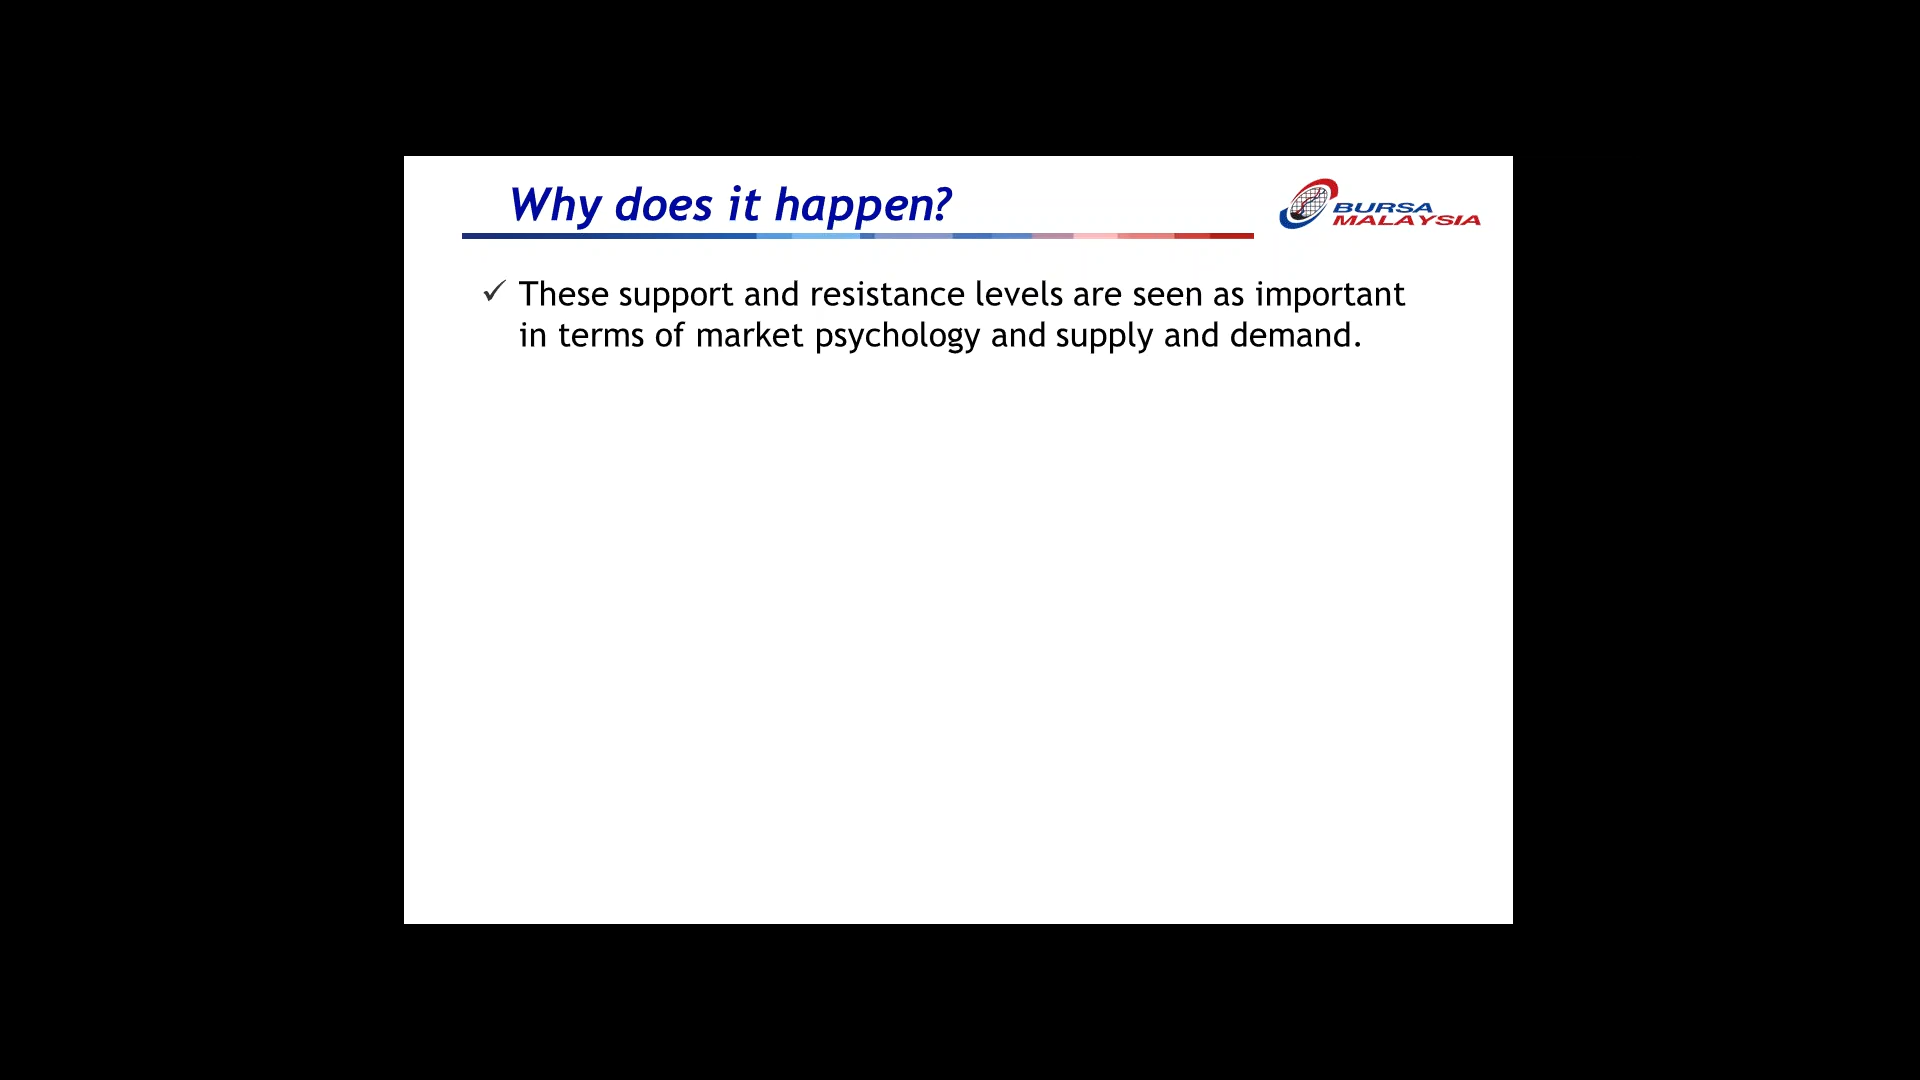 Why does it happen?
BURSA
MALAYSIA
✓ These support and resistance levels are seen as important
in terms of market psychology and supply and demand.